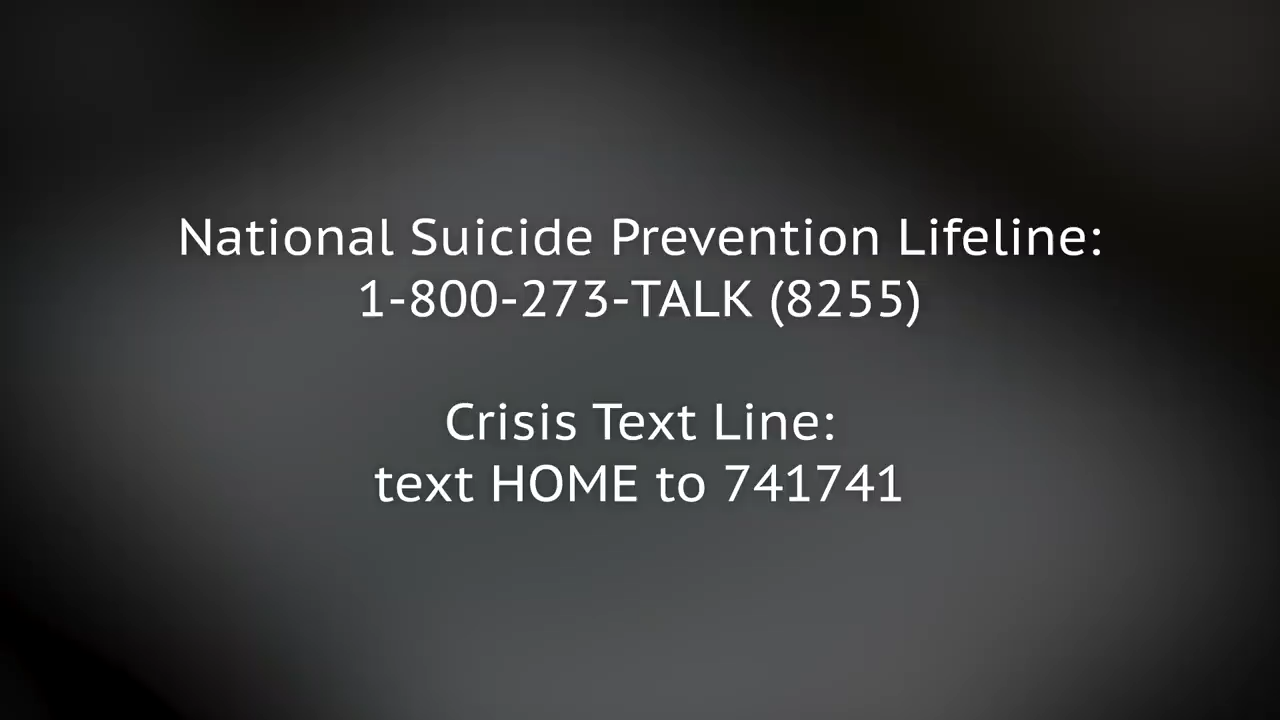 National Suicide Prevention Lifeline:
1-800-273-TALK (8255)
Crisis Text Line:
text HOME to 741741